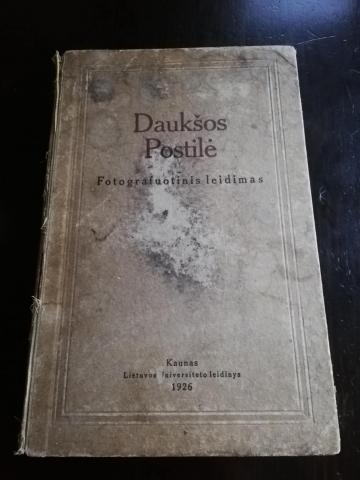 Daukšos
Postilė
Fotografuotinis leidimas
Kaunas
Lietuvos Universiteto leidinys
1926